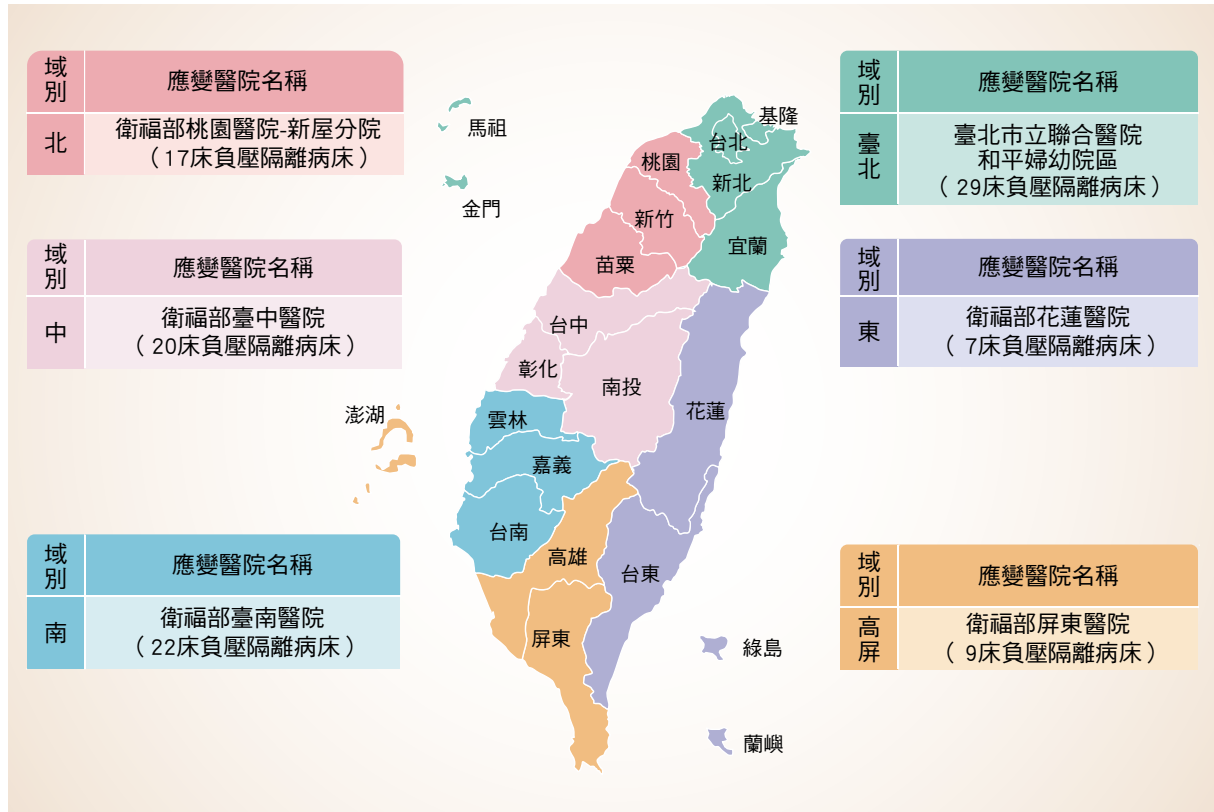 域別
應變醫院名稱
北
衛福部桃園醫院-新屋分院
（17床負壓隔離病床）
域別
應變醫院名稱
中
衛福部臺中醫院
（20床負壓隔離病床）
域別
應變醫院名稱
南
衛福部臺南醫院
（22床負壓隔離病床）
馬祖
金門
澎湖
基隆
台北
桃園
新北
新竹
宜蘭
苗粟
台中
彰化
南投
花蓮
雲林
嘉義
台南
高雄
台東
屏東
綠島
蘭嶼
域別
應變醫院名稱
臺北
臺北市立聯合醫院
和平婦幼院區
（29床負壓隔離病床）
域別
應變醫院名稱
東
衛福部花蓮醫院
（7床負壓隔離病床）
域別
應變醫院名稱
高屏
衛福部屏東醫院
（9床負壓隔離病床）